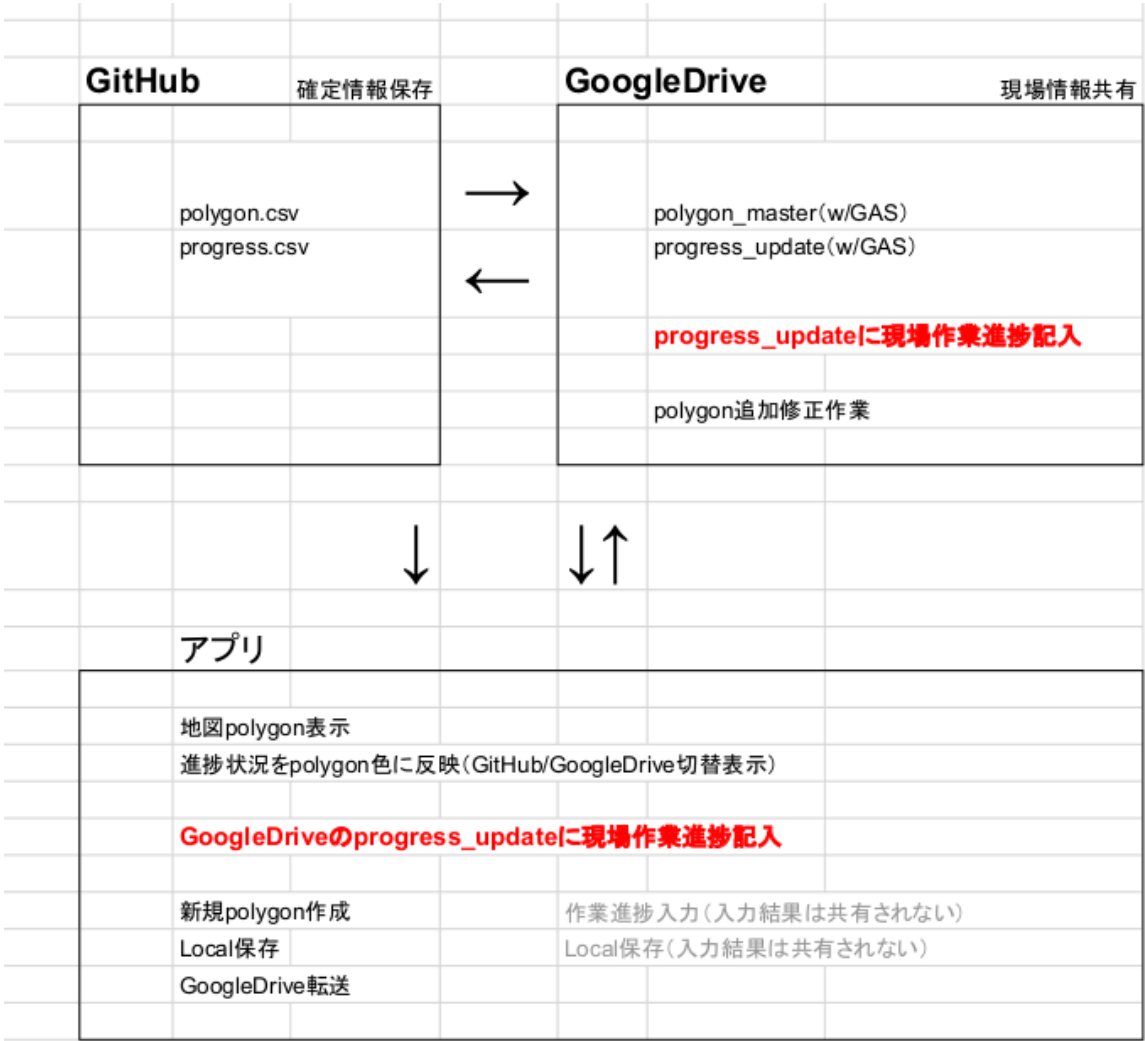 GitHub 確定情報保存 GoogleDrive 現場情報共有
→
polygon.csv polygon_master(w/GAS)
progress.csv progress_update(w/GAS)
←
progress_updateに現場作業進捗記入
polygon追加修正作業
↓ ↓↑
アプリ
地図polygon表示
進捗状況をpolygon色に反映(GitHub/GoogleDrive切替表示)
GoogleDriveのprogress_updateに現場作業進捗記入
新規polygon作成 作業進捗入力(入力結果は共有されない)
Local保存 Local保存(入力結果は共有されない)
GoogleDrive転送